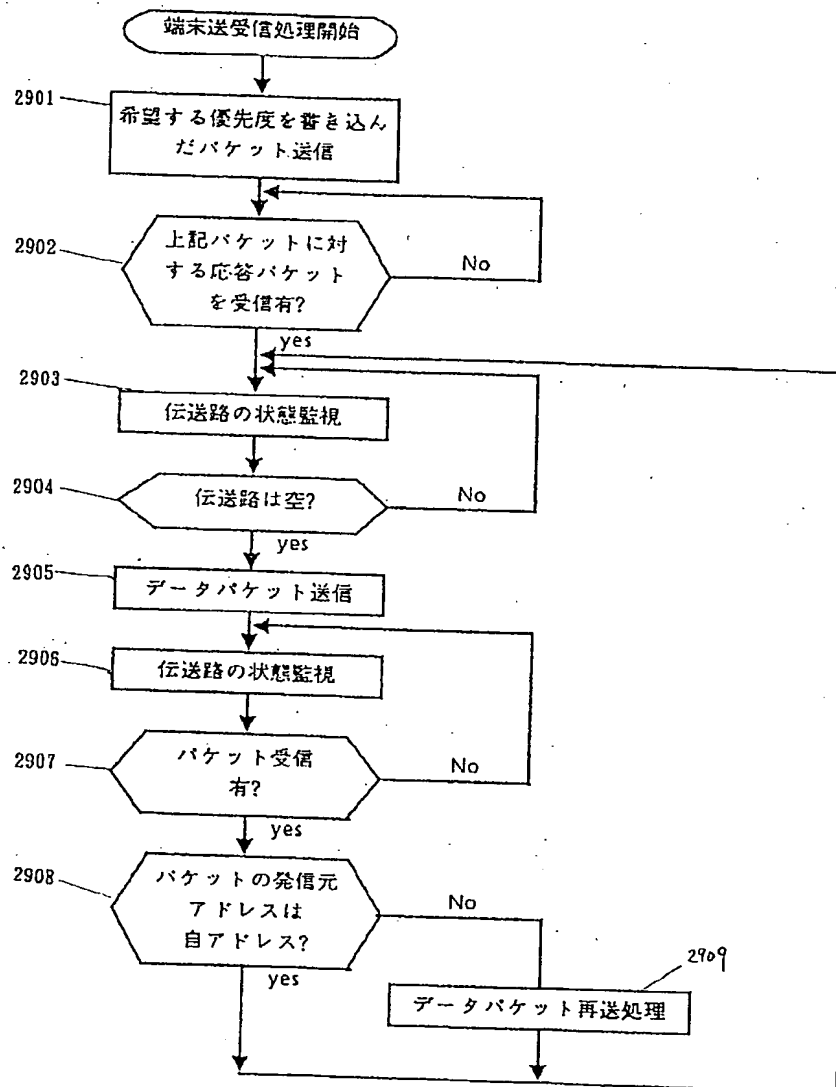 端末送受信処理開始
2901
希望する優先度を書き込ん
だパケット送信
2902
上記パケットに対
する応答パケット
を受信有?
No
yes
2903
伝送路の状態監視
2904
伝送路は空?
No
yes
2905
データパケット送信
2906
伝送路の状態監視
2907
パケット受信
有?
No
yes
2908
パケットの発信元
アドレスは
自アドレス?
No
yes
2909
データパケット再送処理